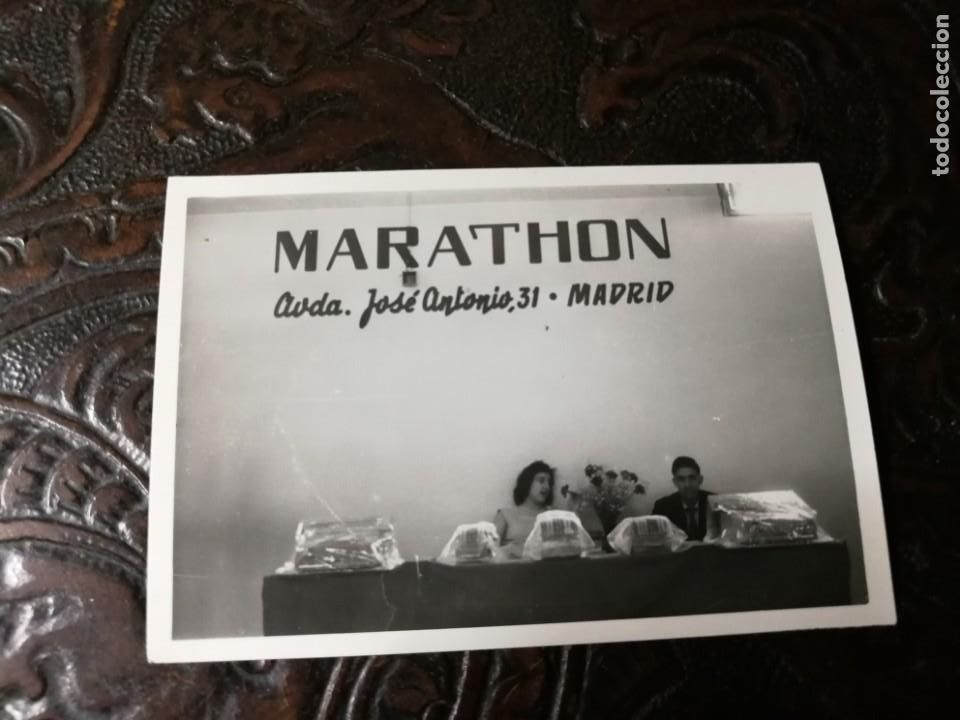 MARATHON
Avda. José Antonio, 31 • MADRID
todocoleccion